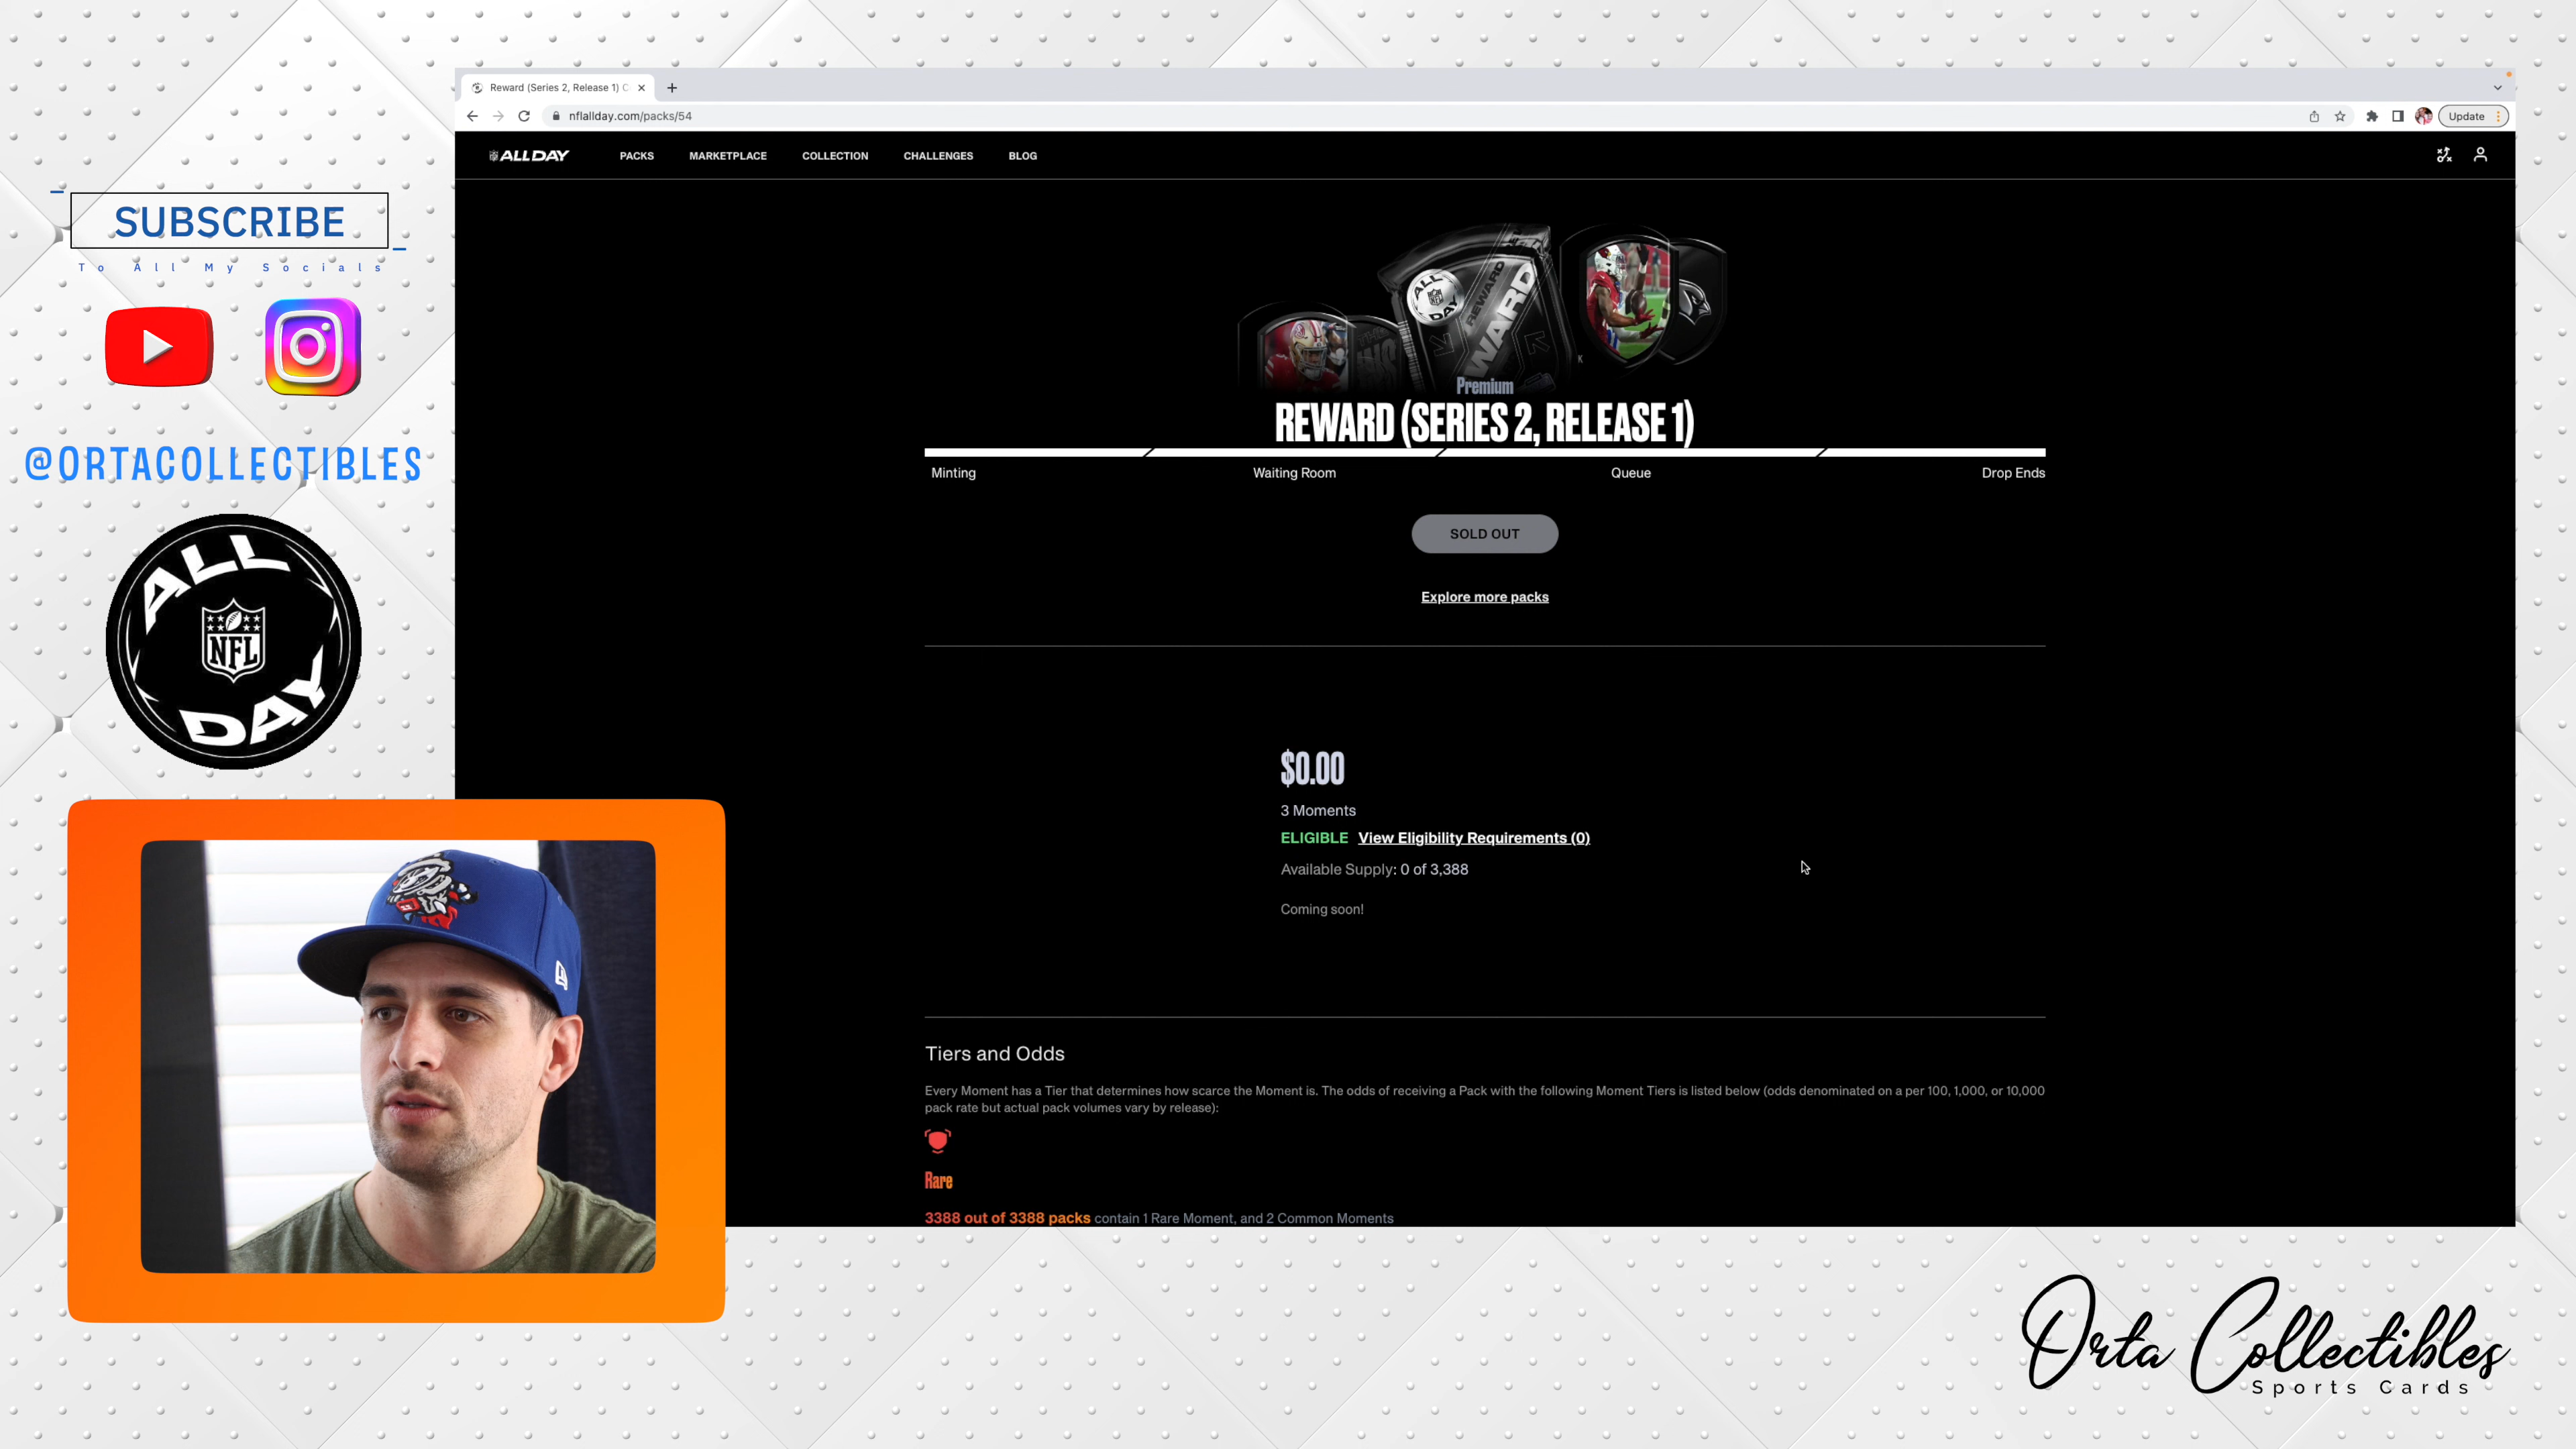 Reward (Series 2, Release 1) C
nflallday.com/packs/54
Update
ALL DAY
PACKS
MARKETPLACE
COLLECTION
CHALLENGES
BLOG
SUBSCRIBE
To All My Socials
@ORTACOLLECTIBLES
ALL
NFL
DAY
ALL
DAY
REWARD
WARD
Premium
REWARD (SERIES 2, RELEASE 1)
Minting
Waiting Room
Queue
Drop Ends
SOLD OUT
Explore more packs
$0.00
3 Moments
ELIGIBLE View Eligibility Requirements (0)
Available Supply: 0 of 3,388
Coming soon!
Tiers and Odds
Every Moment has a Tier that determines how scarce the Moment is. The odds of receiving a Pack with the following Moment Tiers is listed below (odds denominated on a per 100, 1,000, or 10,000
pack rate but actual pack volumes vary by release):
Rare
3388 out of 3388 packs contain 1 Rare Moment, and 2 Common Moments
Orta Collectibles
Sports Cards